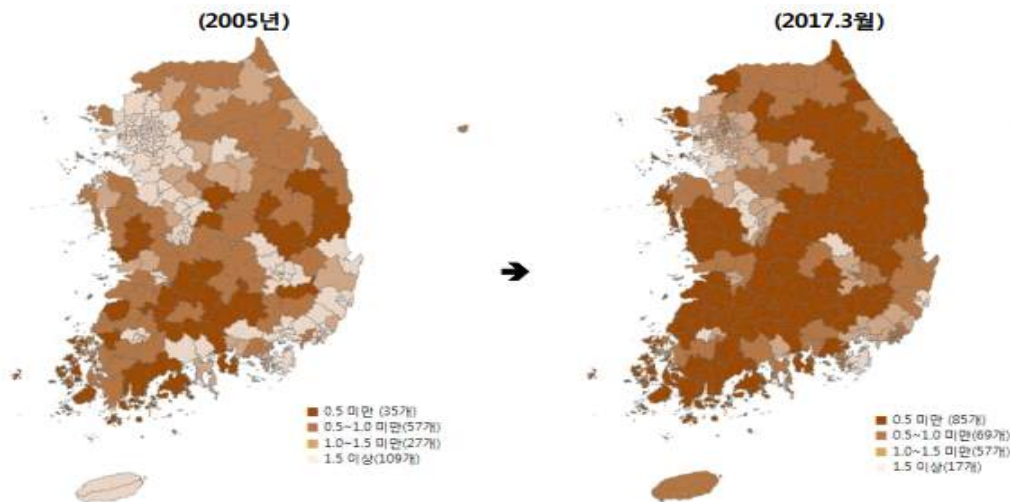 (2005년)
(2017.3월)
0.5 미만 (35개)
0.5~1.0 미만(57개)
1.0~1.5 미만(27개)
1.5 이상(109개)
0.5 미만 (85개)
0.5~1.0 미만(69개)
1.0~1.5 미만(57개)
1.5 이상(17개)